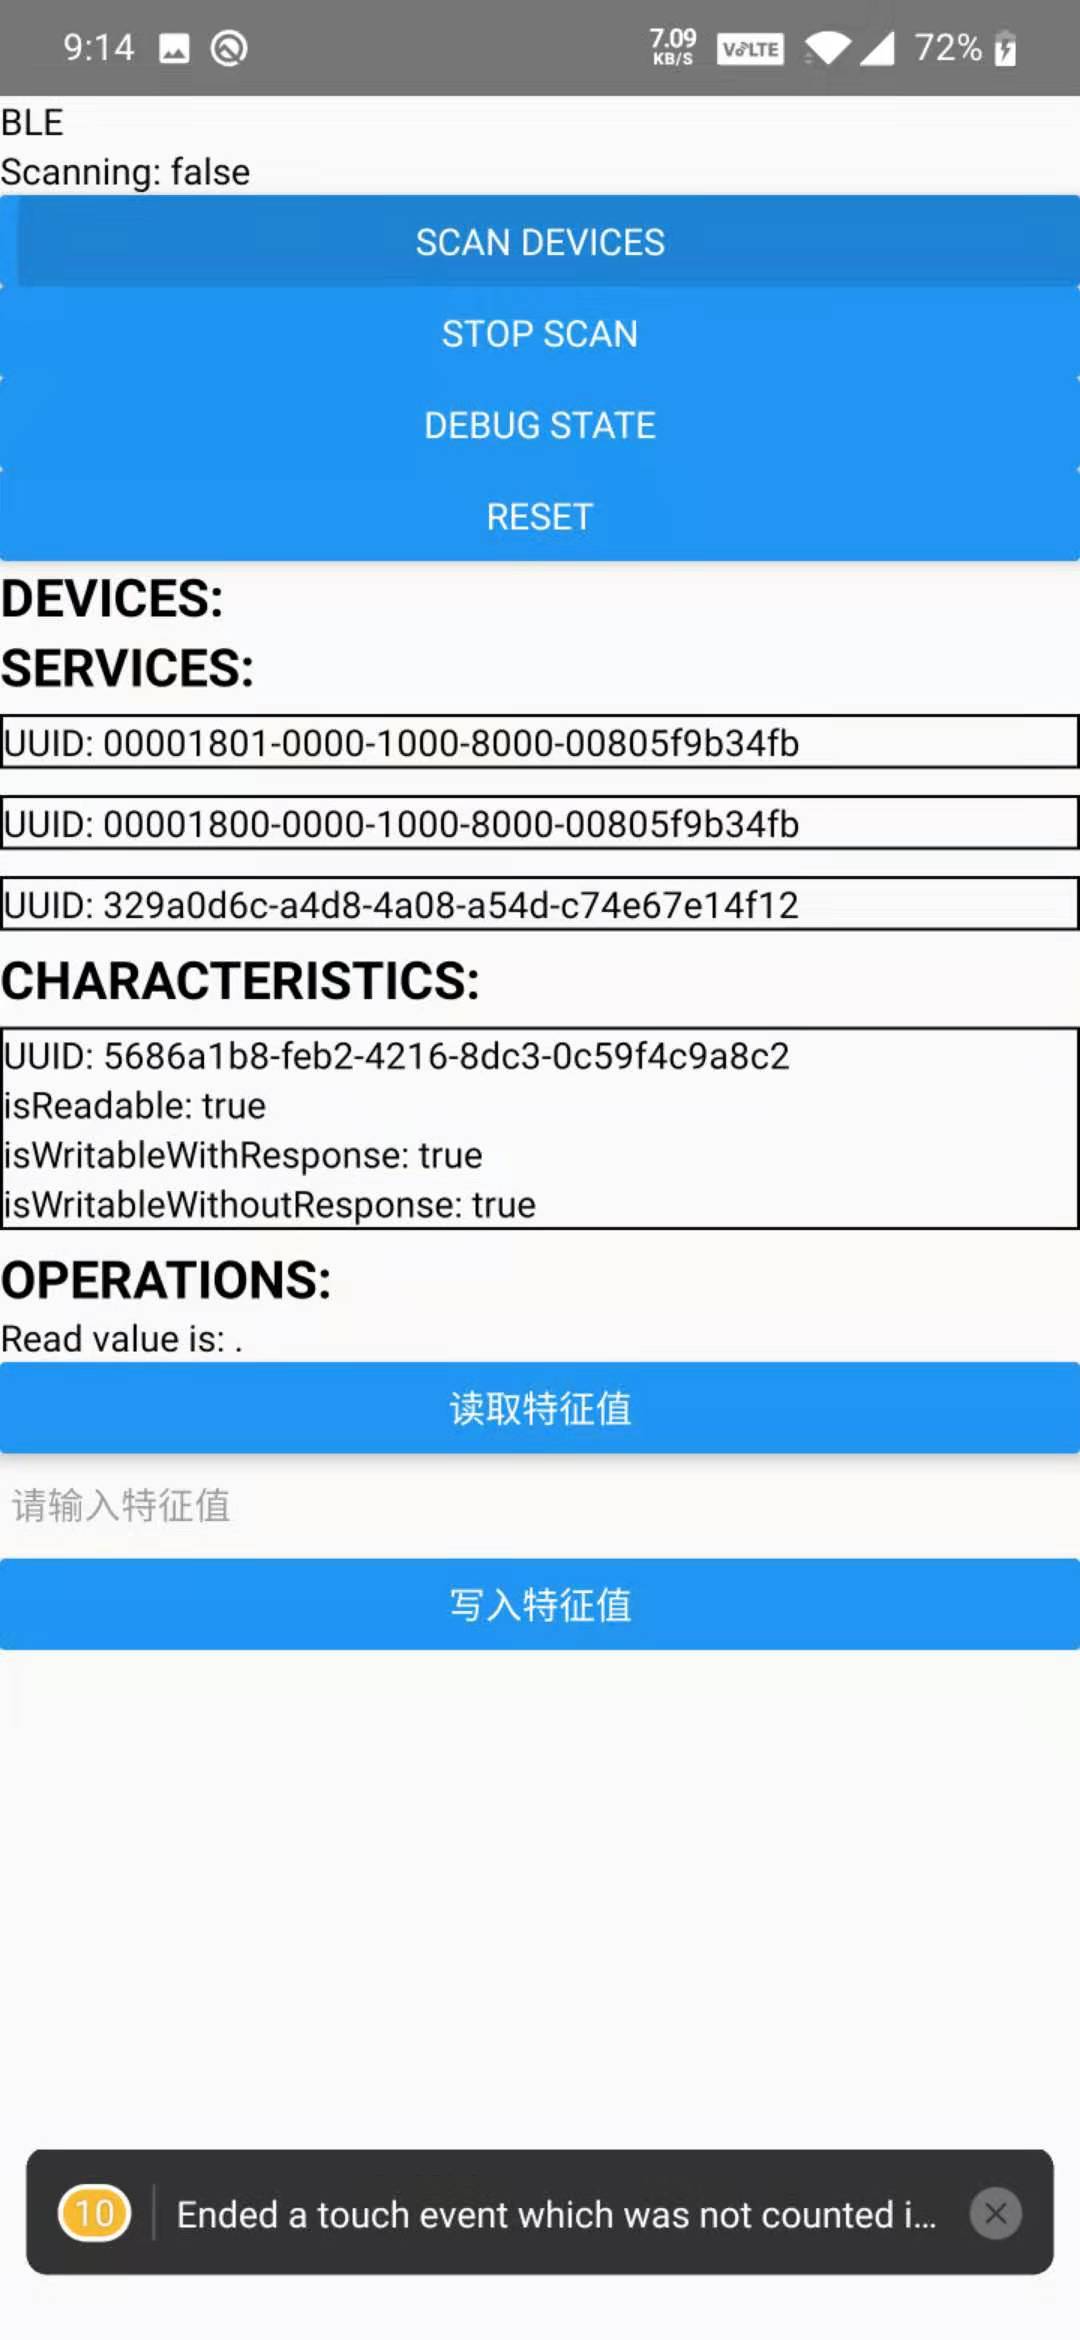 9:14
7.09
KB/S
VoLTE
72%
BLE
Scanning: false
SCAN DEVICES
STOP SCAN
DEBUG STATE
RESET
DEVICES:
SERVICES:
UUID: 00001801-0000-1000-8000-00805f9b34fb
UUID: 00001800-0000-1000-8000-00805f9b34fb
UUID: 329a0d6c-a4d8-4a08-a54d-c74e67e14f12
CHARACTERISTICS:
UUID: 5686a1b8-feb2-4216-8dc3-0c59f4c9a8c2
isReadable: true
isWritableWithResponse: true
isWritableWithoutResponse: true
OPERATIONS:
Read value is: .
读取特征值
请输入特征值
写入特征值
10
Ended a touch event which was not counted i...